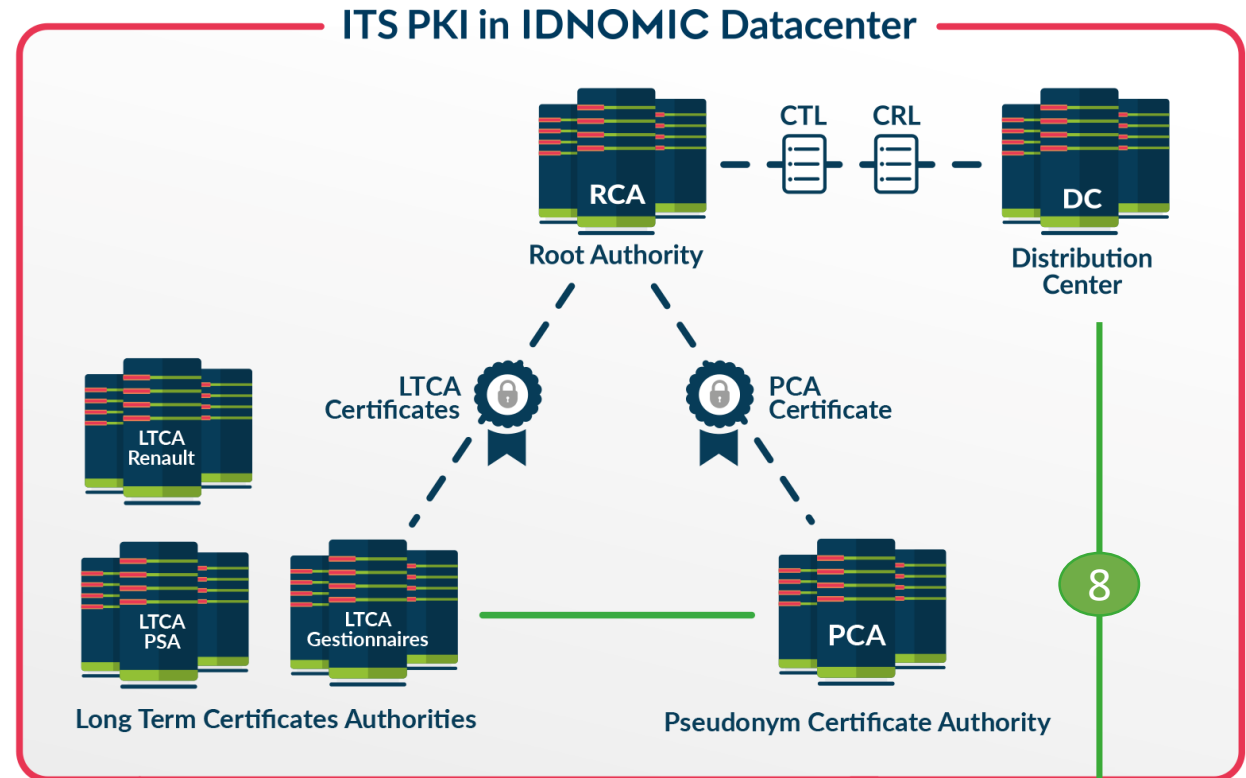 ITS PKI in IDNOMIC Datacenter
CTL
CRL
RCA
DC
Root Authority
Distribution
Center
LTCA
Certificates
PCA
Certificate
LTCA
Renault
LTCA
PSA
LTCA
Gestionnaires
PCA
8
Long Term Certificates Authorities
Pseudonym Certificate Authority